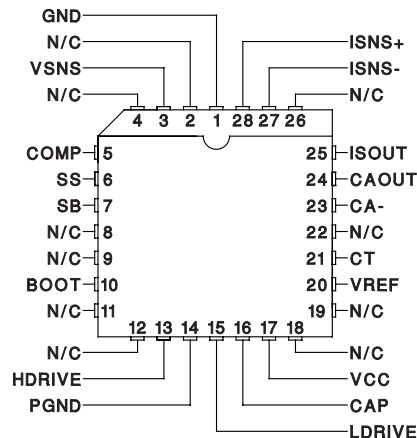 GND
N/C
ISNS+
VSNS
ISNS-
N/C
N/C
4 3 2 1 28 27 26
COMP 5
25 ISOUT
SS 6
24 CAOUT
SB 7
23 CA-
N/C 8
22 N/C
N/C 9
21 CT
BOOT 10
20 VREF
N/C 11
19 N/C
12 13 14 15 16 17 18
N/C
N/C
HDRIVE
VCC
PGND
CAP
LDRIVE